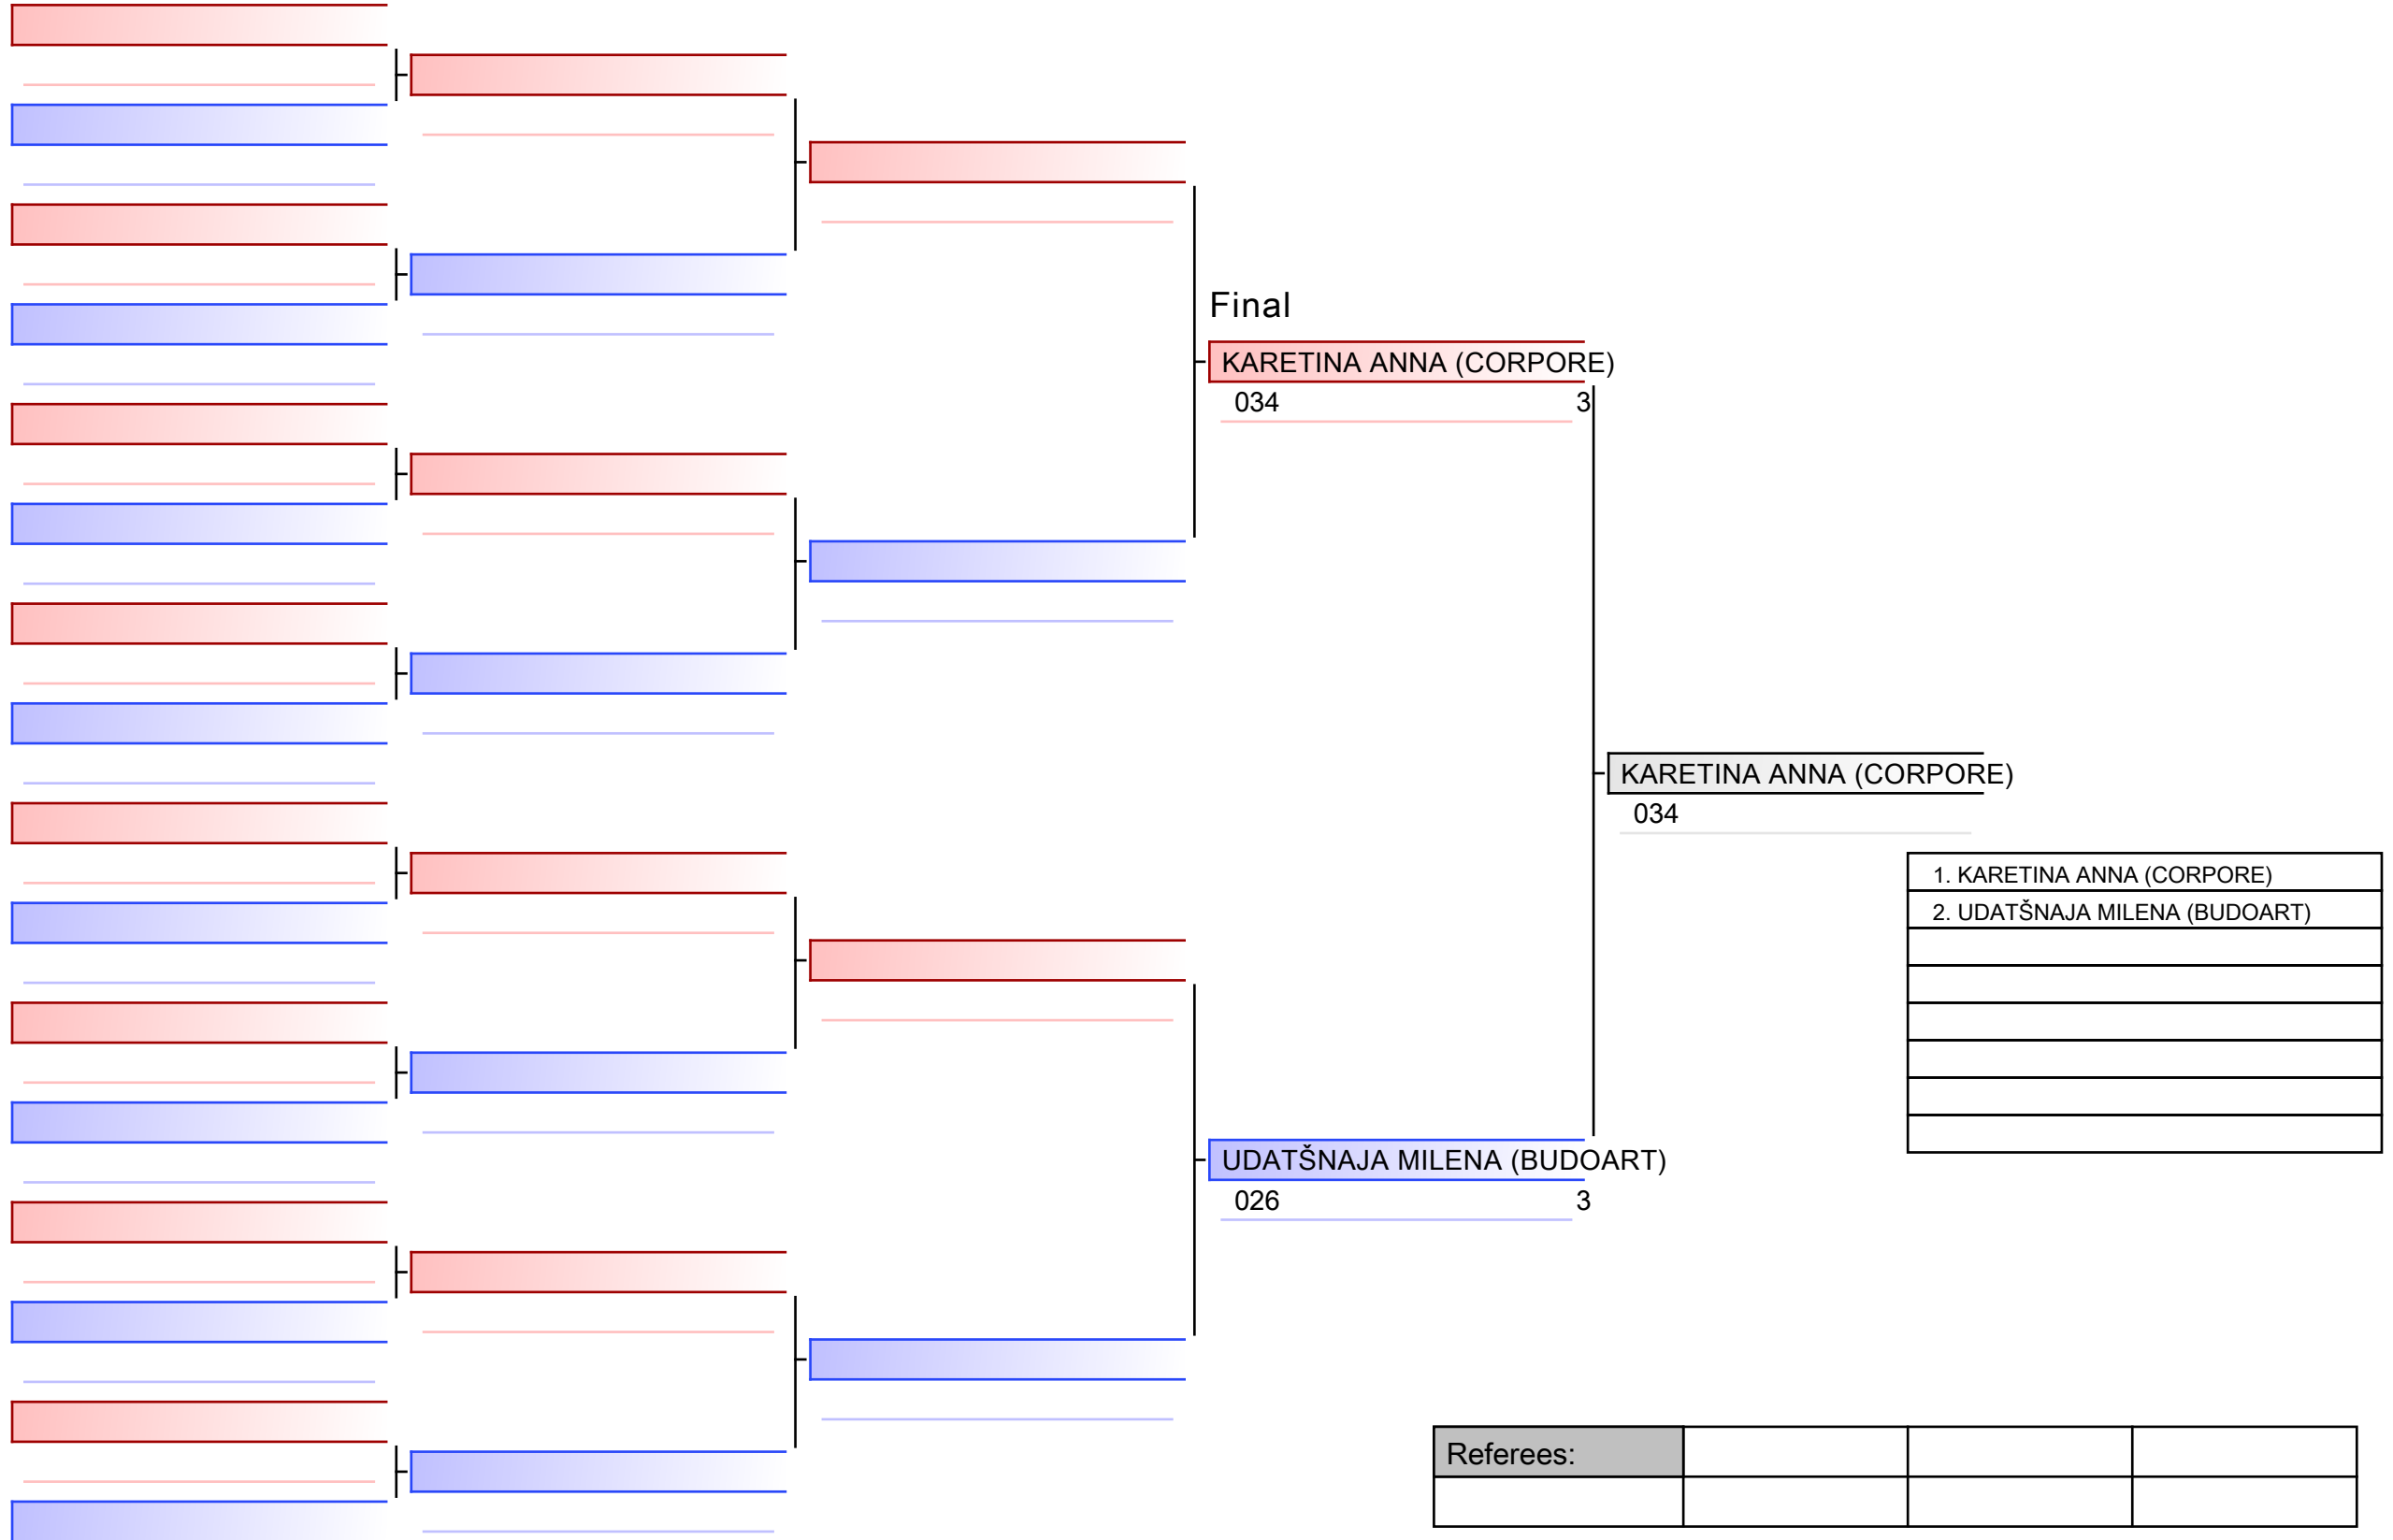 Final
KARETINA ANNA (CORPORE)
034 3
KARETINA ANNA (CORPORE)
034
1. KARETINA ANNA (CORPORE)
2. UDATŠNAJA MILENA (BUDOART)
UDATŠNAJA MILENA (BUDOART)
026 3
Referees: